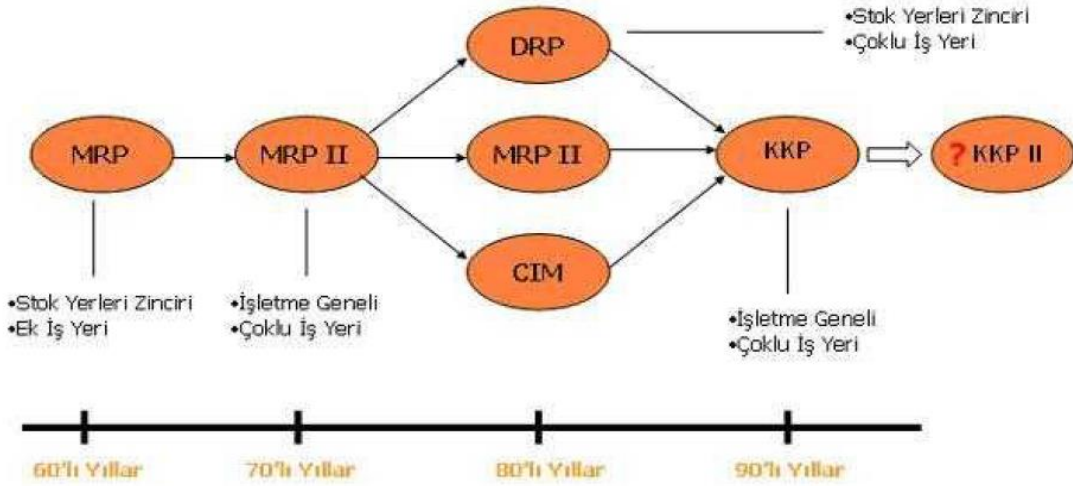 DRP
•Stok Yerleri Zinciri
•Çoklu İş Yeri
MRP
MRP II
MRP II
KKP
? KKP II
CIM
•Stok Yerleri Zinciri
•Ek İş Yeri
•İşletme Geneli
•Çoklu İş Yeri
•İşletme Geneli
•Çoklu İş Yeri
60'lı Yıllar
70'lı Yıllar
80'lı Yıllar
90'lı Yıllar